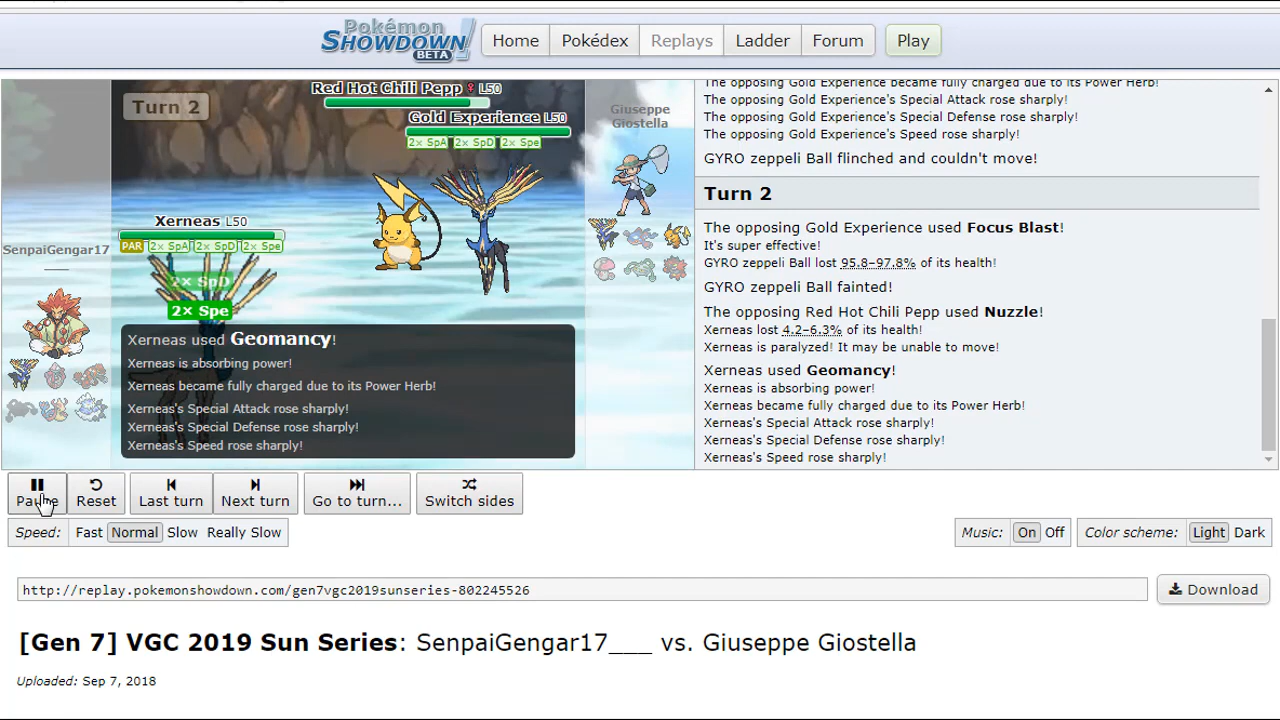 Pokémon
SHOWDOWN!
BETA
Home
Pokédex
Replays
Ladder
Forum
Play
Turn 2
Red Hot Chili Pepp ♀ L50
Gold Experience L50
2× SpA 2× SpD 2× Spe
Giuseppe
Giostella
SenpaiGengar17
___
Xerneas L50
PAR 2× SpA 2× SpD 2× Spe
2× SpD
2× Spe
Xerneas used Geomancy!
Xerneas is absorbing power!
Xerneas became fully charged due to its Power Herb!
Xerneas's Special Attack rose sharply!
Xerneas's Special Defense rose sharply!
Xerneas's Speed rose sharply!
The opposing Gold Experience became fully charged due to its Power Herb!
The opposing Gold Experience's Special Attack rose sharply!
The opposing Gold Experience's Special Defense rose sharply!
The opposing Gold Experience's Speed rose sharply!
GYRO zeppeli Ball flinched and couldn't move!
Turn 2
The opposing Gold Experience used Focus Blast!
It's super effective!
GYRO zeppeli Ball lost 95.8–97.8% of its health!
GYRO zeppeli Ball fainted!
The opposing Red Hot Chili Pepp used Nuzzle!
Xerneas lost 4.2–6.3% of its health!
Xerneas is paralyzed! It may be unable to move!
Xerneas used Geomancy!
Xerneas is absorbing power!
Xerneas became fully charged due to its Power Herb!
Xerneas's Special Attack rose sharply!
Xerneas's Special Defense rose sharply!
Xerneas's Speed rose sharply!
Pause
Reset
Last turn
Next turn
Go to turn...
Switch sides
Speed: Fast Normal Slow Really Slow
Music: On Off
Color scheme: Light Dark
http://replay.pokemonshowdown.com/gen7vgc2019sunseries-802245526
Download
[Gen 7] VGC 2019 Sun Series: SenpaiGengar17___ vs. Giuseppe Giostella
Uploaded: Sep 7, 2018